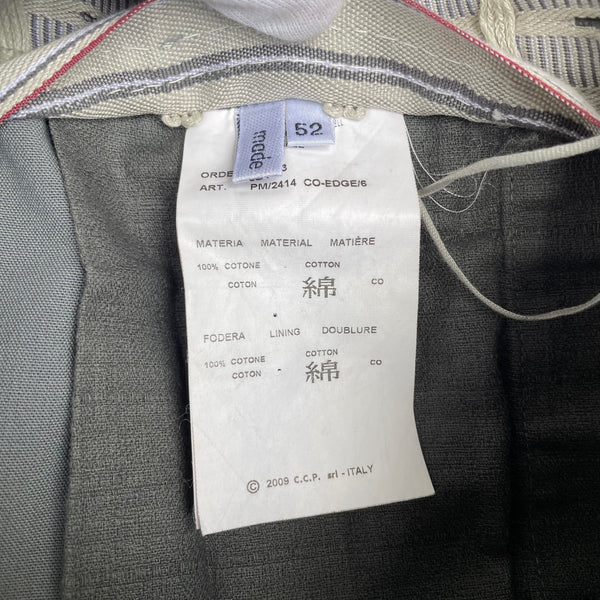 made
52
ORDE 3
ART. PM/2414 CO-EDGE/6
MATERIA MATERIAL MATIÈRE
100% COTONE - COTTON
COTON 綿 CO
FODERA LINING DOUBLURE
100% COTONE - COTTON
COTON 綿 CO
© 2009 C.C.P. srl - ITALY